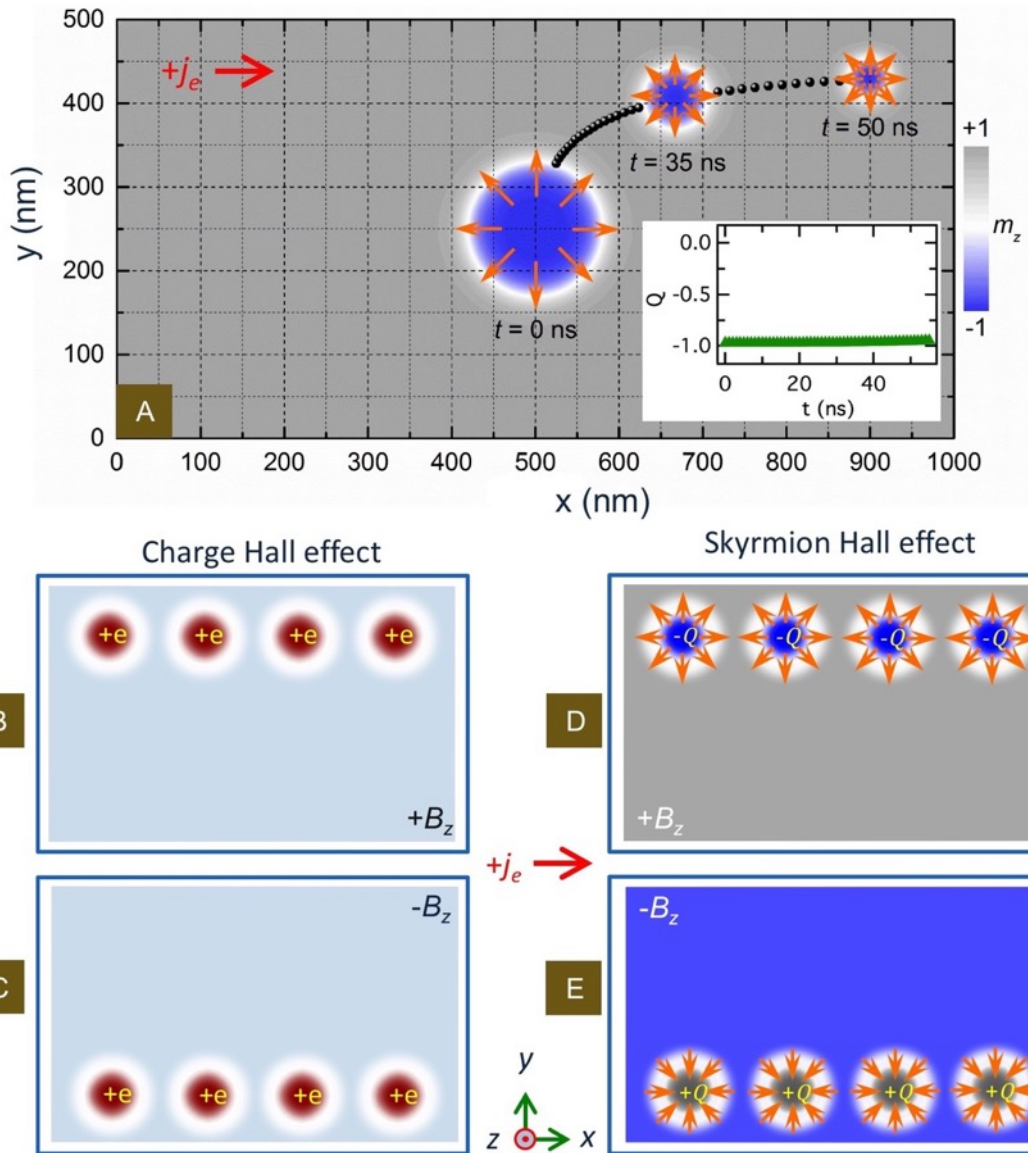 500
400
300
200
100
0
y (nm)
+je
t = 0 ns
t = 35 ns
t = 50 ns
+1
mz
-1
0.0
-0.5
-1.0
Q
0 20 40
t (ns)
A
0 100 200 300 400 500 600 700 800 900 1000
x (nm)
Charge Hall effect
Skyrmion Hall effect
+e +e +e +e
B
+Bz
-Q -Q -Q -Q
D
+Bz
+je
-Bz
C
+e +e +e +e
-Bz
E
+Q +Q +Q +Q
y
z x